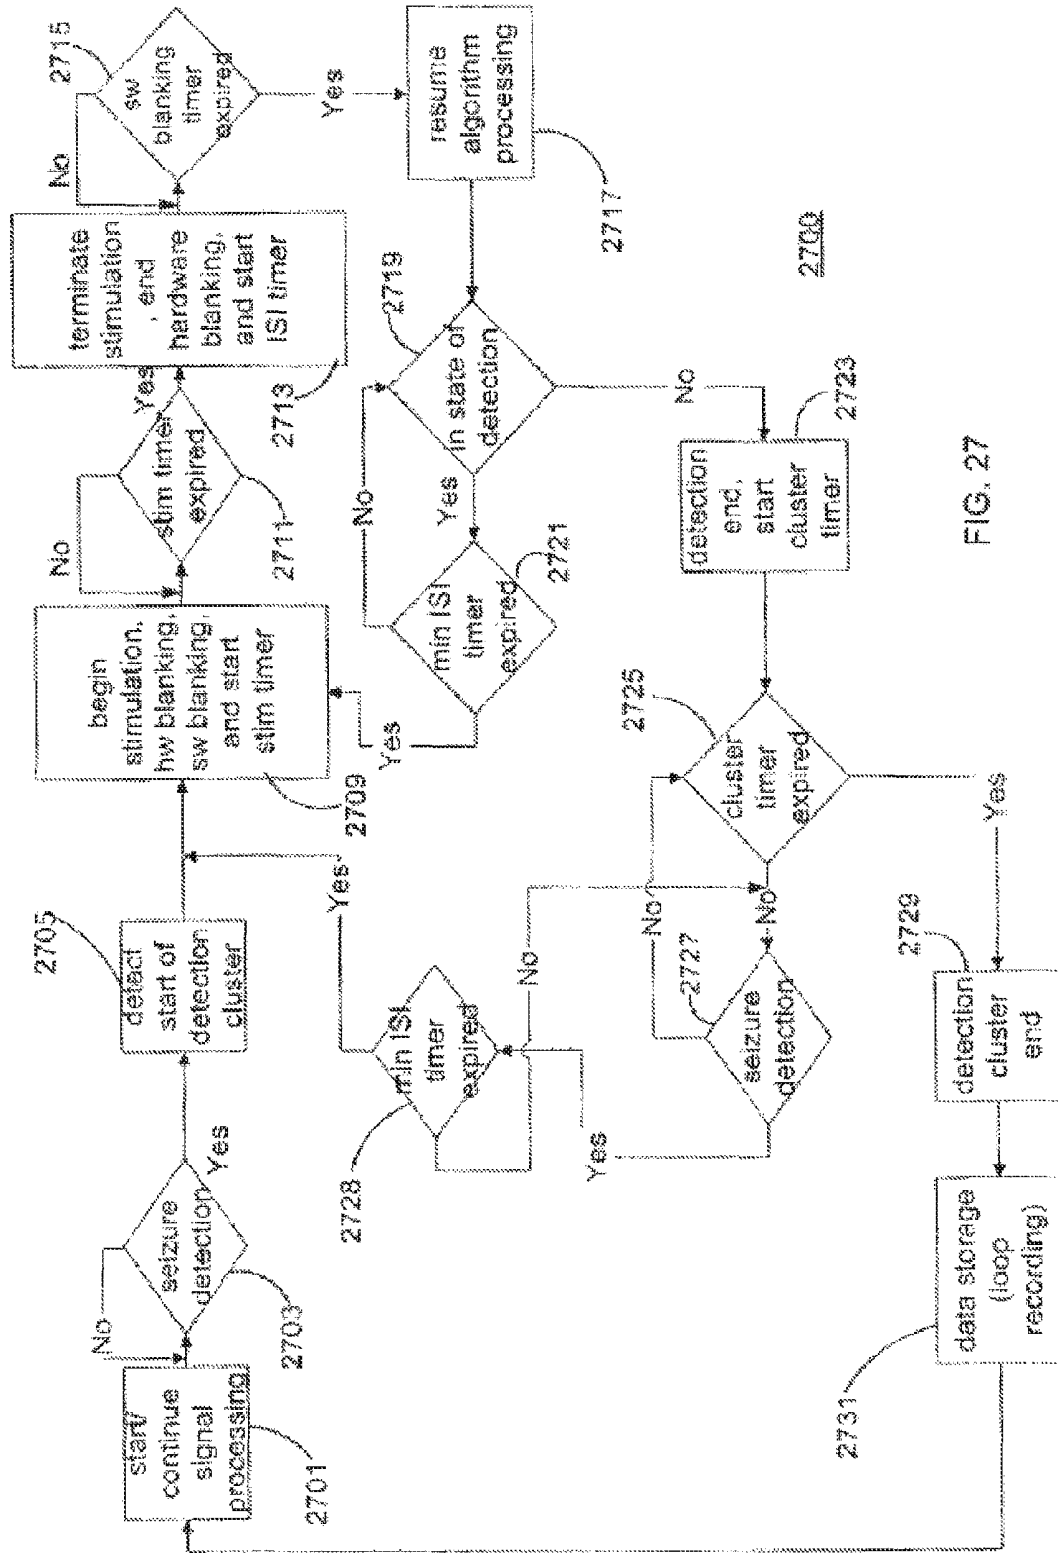 start/
continue
signal
processing
2701
No
seizure
detection
2703
Yes
detect
start of
detection
cluster
2705
begin
stimulation,
hw blanking,
sw blanking,
and start
stim timer
2709
No
stim timer
expired
2711
Yes
terminate
stimulation
, end
hardware
blanking,
and start
ISI timer
2713
No
sw
blanking
timer
expired
2715
Yes
resume
algorithm
processing
2717
in state of
detection
2719
Yes
No
min ISI
timer
expired
2721
No
Yes
detection
end,
start
cluster
timer
2723
cluster
timer
expired
2725
No
Yes
seizure
detection
2727
No
Yes
min ISI
timer
expired
2728
Yes
No
detection
cluster
end
2729
data storage
(loop
recording)
2731
2700
FIG. 27